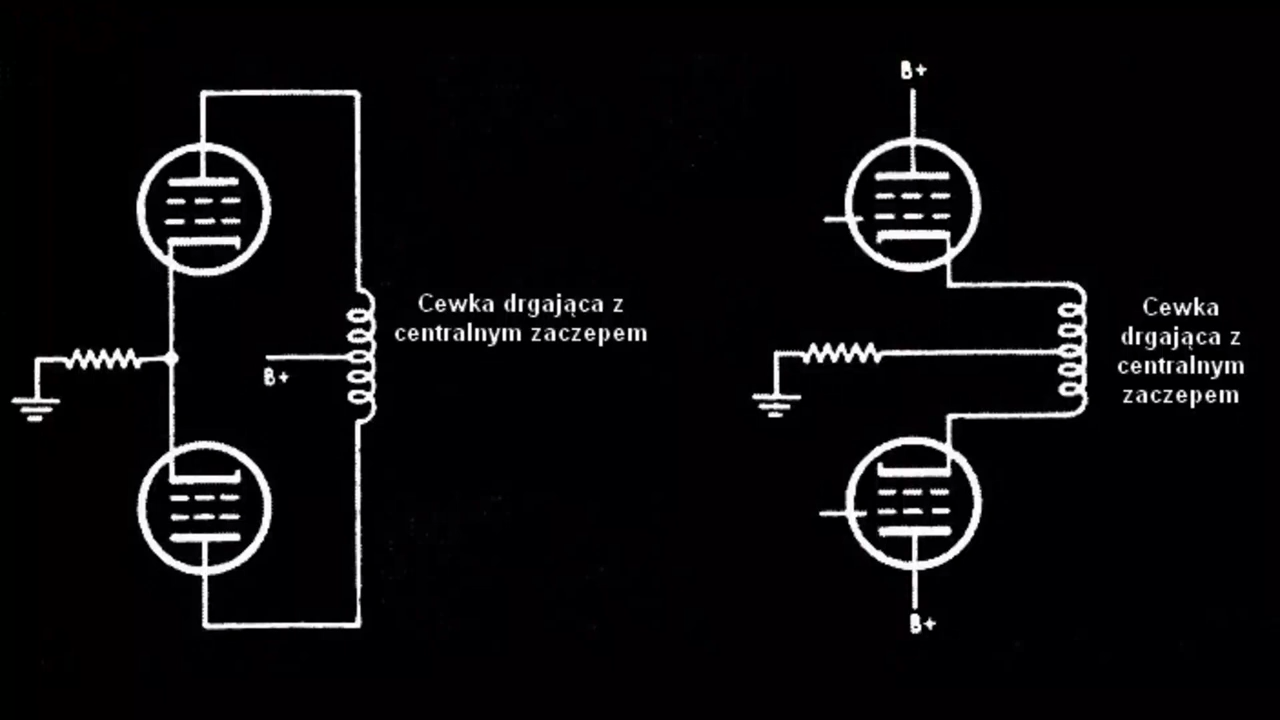 B+
Cewka drgająca z
centralnym zaczepem
B+
Cewka
drgająca z
centralnym
zaczepem
B+